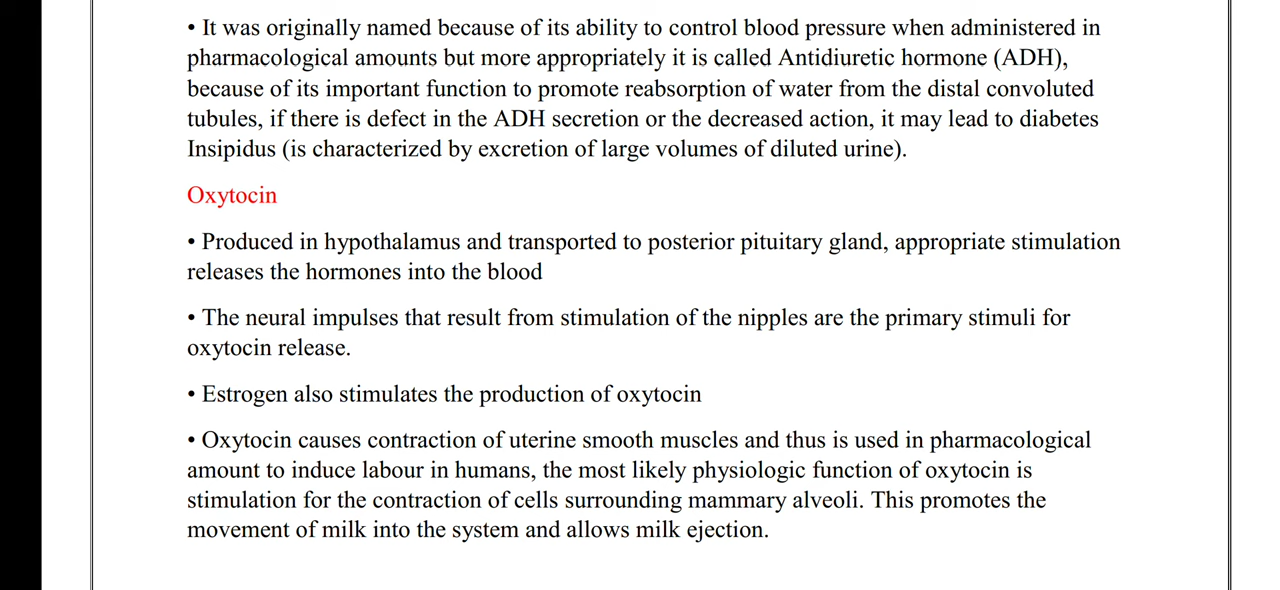 • It was originally named because of its ability to control blood pressure when administered in
pharmacological amounts but more appropriately it is called Antidiuretic hormone (ADH),
because of its important function to promote reabsorption of water from the distal convoluted
tubules, if there is defect in the ADH secretion or the decreased action, it may lead to diabetes
Insipidus (is characterized by excretion of large volumes of diluted urine).
Oxytocin
• Produced in hypothalamus and transported to posterior pituitary gland, appropriate stimulation
releases the hormones into the blood
• The neural impulses that result from stimulation of the nipples are the primary stimuli for
oxytocin release.
• Estrogen also stimulates the production of oxytocin
• Oxytocin causes contraction of uterine smooth muscles and thus is used in pharmacological
amount to induce labour in humans, the most likely physiologic function of oxytocin is
stimulation for the contraction of cells surrounding mammary alveoli. This promotes the
movement of milk into the system and allows milk ejection.